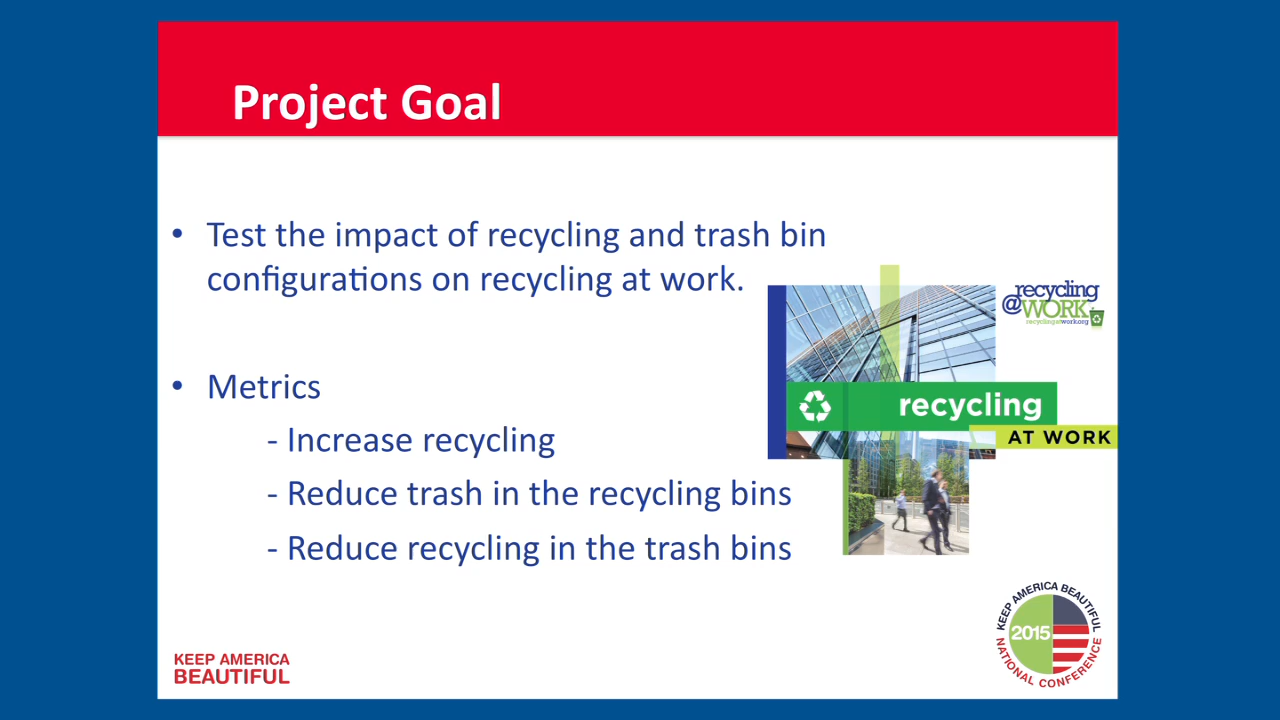 Project Goal
• Test the impact of recycling and trash bin
configurations on recycling at work.
• Metrics
- Increase recycling
- Reduce trash in the recycling bins
- Reduce recycling in the trash bins
recycling
@WORK
recyclingatwork.org
recycling
AT WORK
KEEP AMERICA
BEAUTIFUL
KEEP AMERICA BEAUTIFUL
2015
NATIONAL CONFERENCE